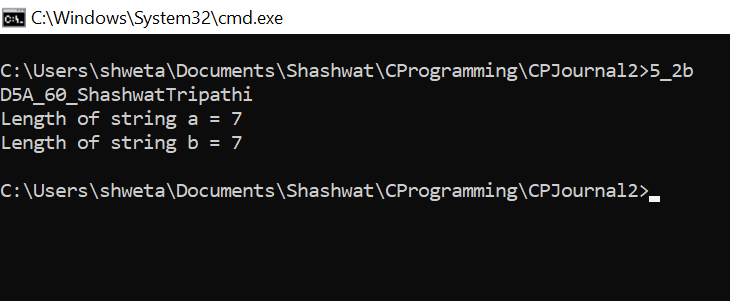 C:\Windows\System32\cmd.exe
C:\Users\shweta\Documents\Shashwat\CProgramming\CPJournal2>5_2b
D5A_60_ShashwatTripathi
Length of string a = 7
Length of string b = 7
C:\Users\shweta\Documents\Shashwat\CProgramming\CPJournal2>